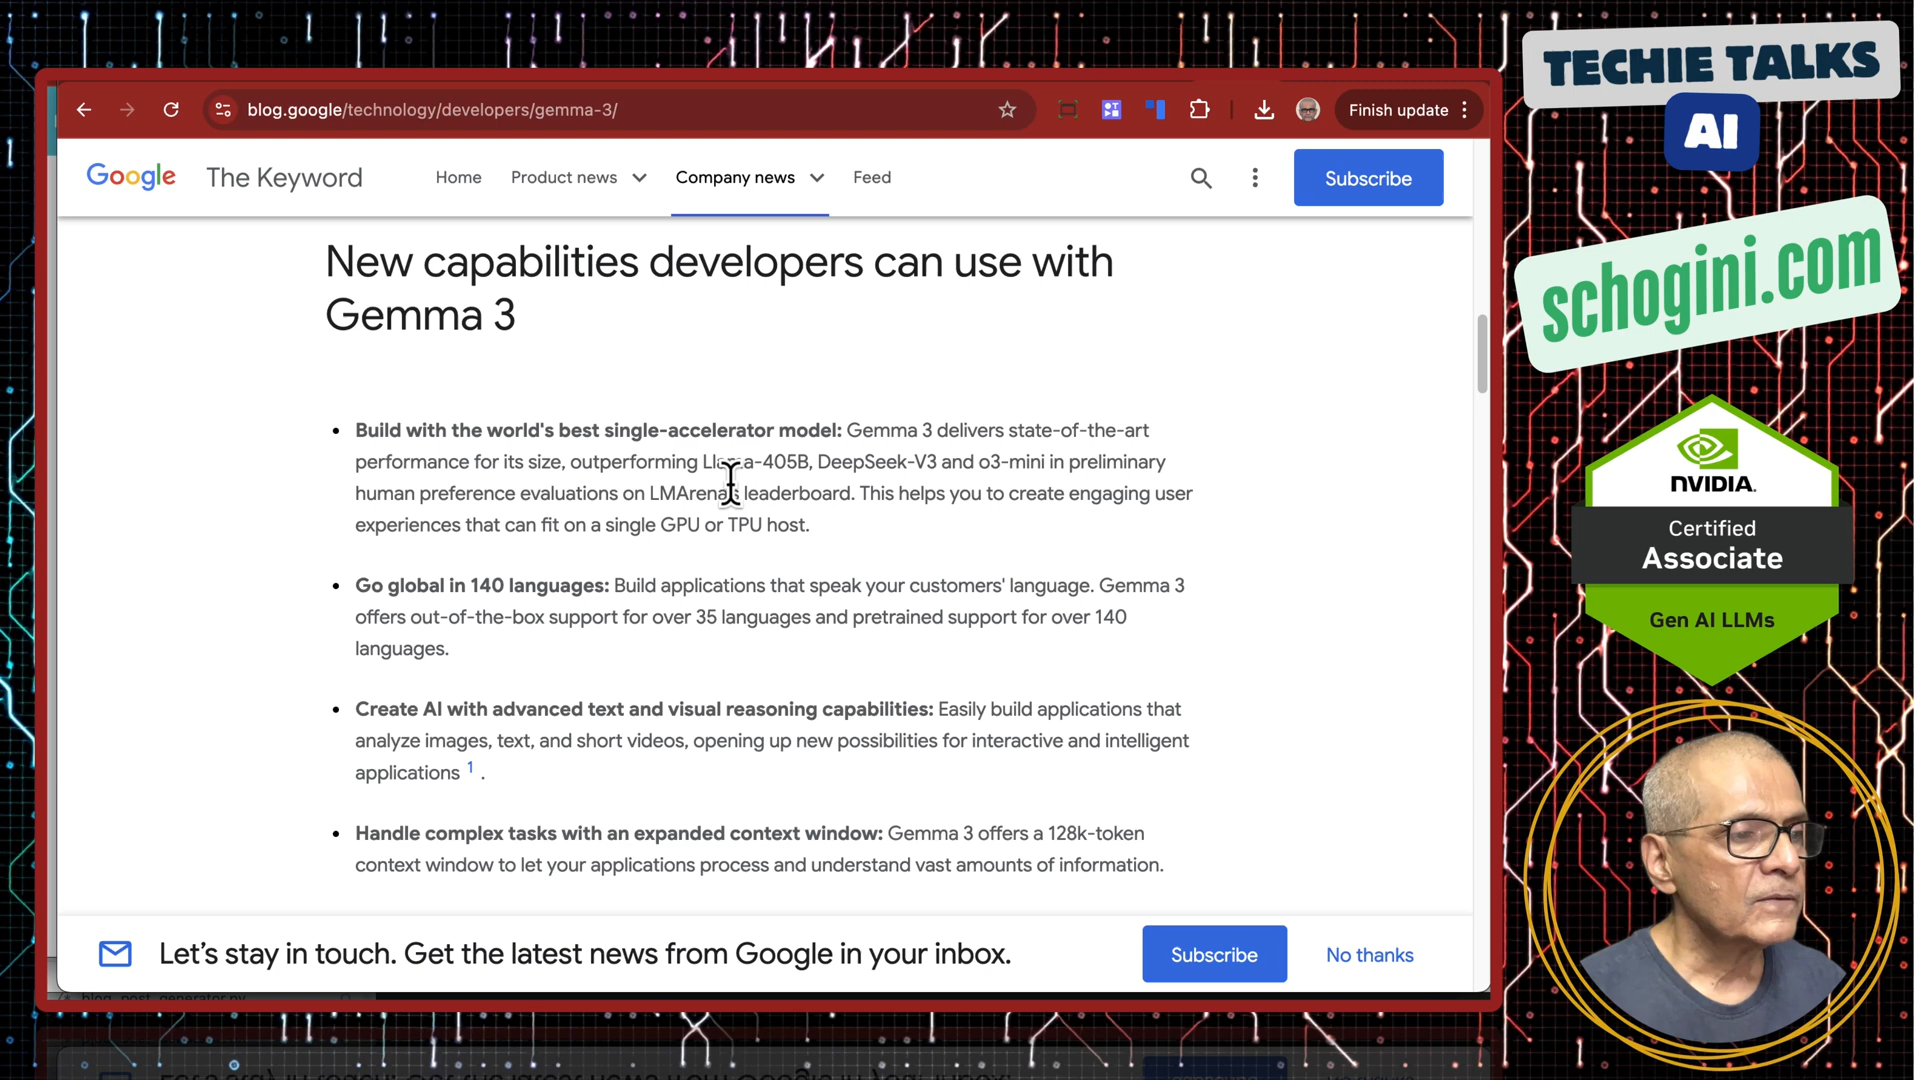 TECHIE TALKS
AI
schogini.com
NVIDIA.
Certified
Associate
Gen AI LLMs
blog.google/technology/developers/gemma-3/
Finish update
Google The Keyword
Home Product news Company news Feed
Subscribe
New capabilities developers can use with
Gemma 3
• Build with the world's best single-accelerator model: Gemma 3 delivers state-of-the-art
performance for its size, outperforming Llama-405B, DeepSeek-V3 and o3-mini in preliminary
human preference evaluations on LMArena's leaderboard. This helps you to create engaging user
experiences that can fit on a single GPU or TPU host.
• Go global in 140 languages: Build applications that speak your customers' language. Gemma 3
offers out-of-the-box support for over 35 languages and pretrained support for over 140
languages.
• Create AI with advanced text and visual reasoning capabilities: Easily build applications that
analyze images, text, and short videos, opening up new possibilities for interactive and intelligent
applications 1 .
• Handle complex tasks with an expanded context window: Gemma 3 offers a 128k-token
context window to let your applications process and understand vast amounts of information.
Let's stay in touch. Get the latest news from Google in your inbox.
Subscribe
No thanks
blog_post_generator.py